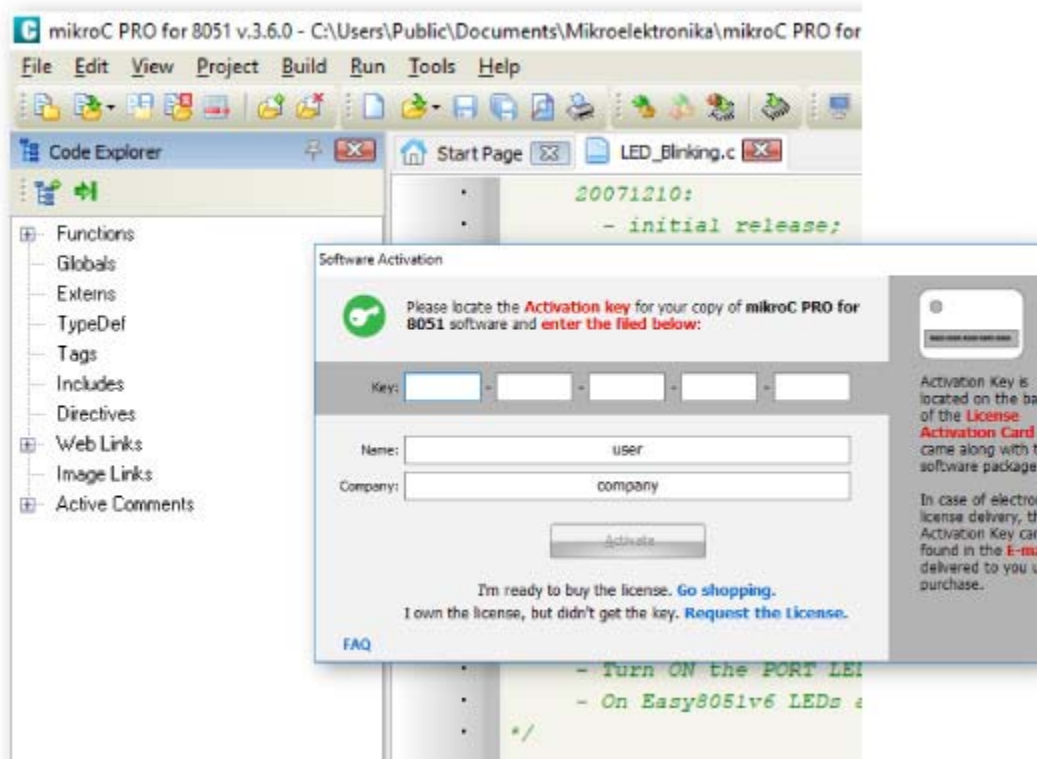 mikroC PRO for 8051 v.3.6.0 - C:\Users\Public\Documents\Mikroelektronika\mikroC PRO for
File Edit View Project Build Run Tools Help
Code Explorer
Start Page
LED_Blinking.c
Functions
Globals
Externs
TypeDef
Tags
Includes
Directives
Web Links
Image Links
Active Comments
20071210:
- initial release;
Software Activation
Please locate the Activation key for your copy of mikroC PRO for
8051 software and enter the filed below:
Key: - - - -
Name: user
Company: company
Activate
I'm ready to buy the license. Go shopping.
I own the license, but didn't get the key. Request the License.
FAQ
Activation Key is
located on the ba
of the License
Activation Card
came along with t
software package
In case of electro
license delivery, th
Activation Key ca
found in the E-ma
delivered to you u
purchase.
- Turn ON the PORT LE
- On Easy8051v6 LEDs
*/